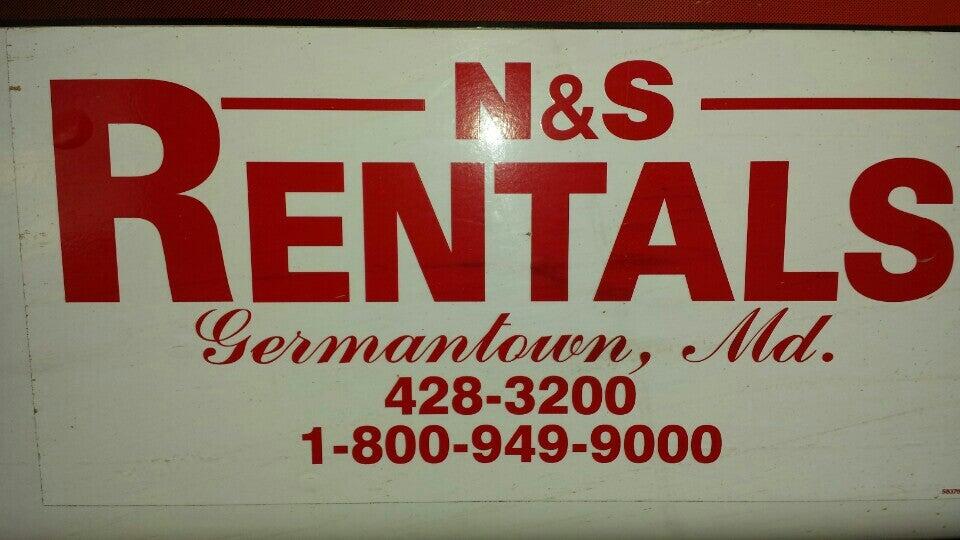 N&S
RENTALS
Germantown, Md.
428-3200
1-800-949-9000